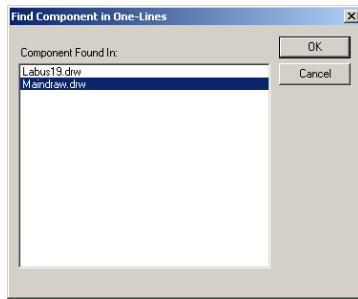 Find Component in One-Lines
Component Found In:
Labus19.drw
Maindraw.drw
OK
Cancel